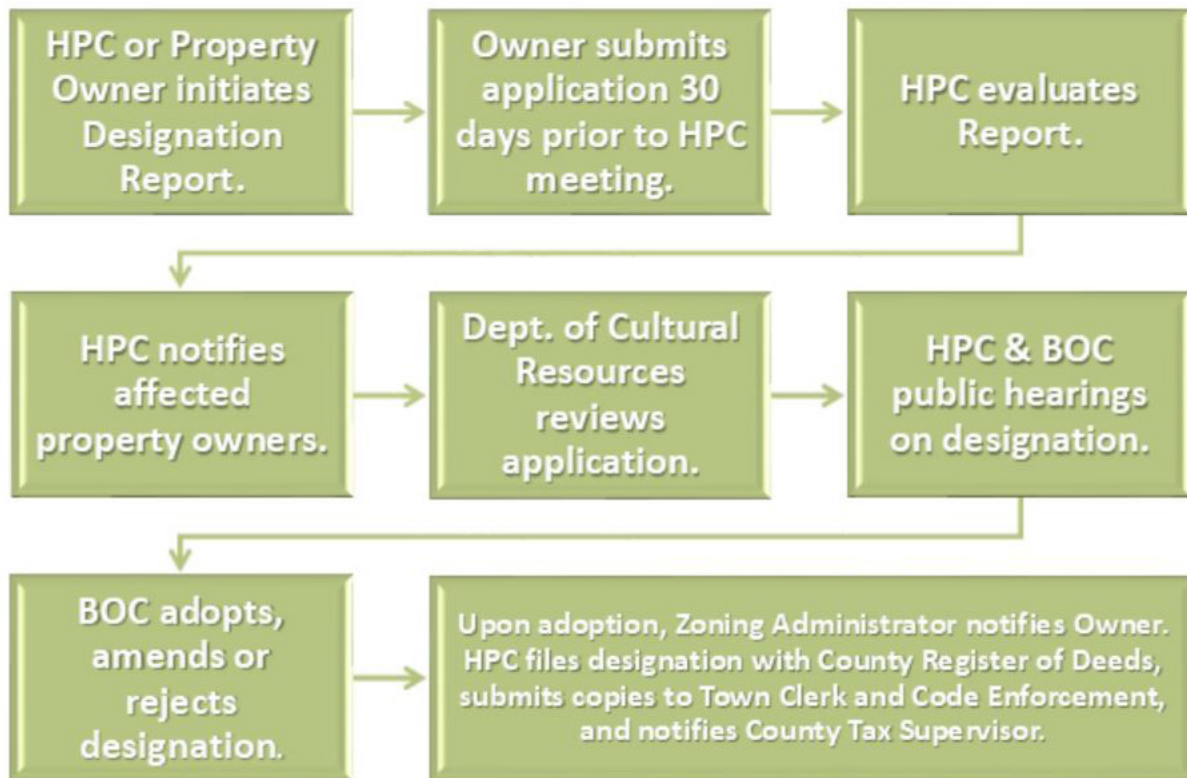 HPC or Property
Owner initiates
Designation
Report.
Owner submits
application 30
days prior to HPC
meeting.
HPC evaluates
Report.
HPC notifies
affected
property owners.
Dept. of Cultural
Resources
reviews
application.
HPC & BOC
public hearings
on designation.
BOC adopts,
amends or
rejects
designation.
Upon adoption, Zoning Administrator notifies Owner.
HPC files designation with County Register of Deeds,
submits copies to Town Clerk and Code Enforcement,
and notifies County Tax Supervisor.